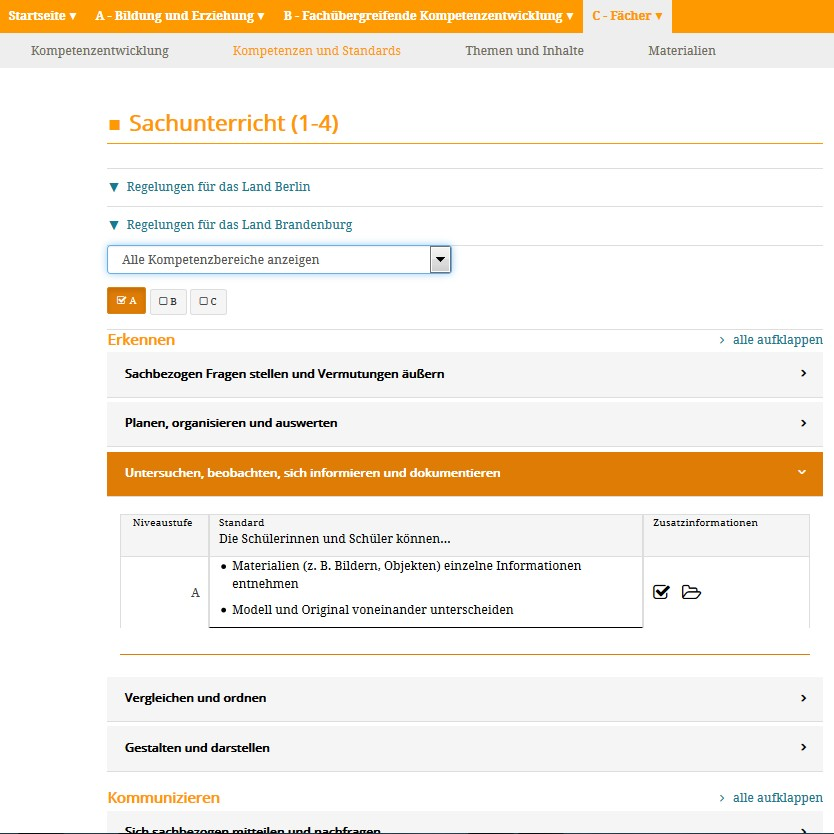 Startseite ▾ A - Bildung und Erziehung ▾ B - Fachübergreifende Kompetenzentwicklung ▾ C - Fächer ▾
Kompetenzentwicklung Kompetenzen und Standards Themen und Inhalte Materialien
Sachunterricht (1-4)
Regelungen für das Land Berlin
Regelungen für das Land Brandenburg
Alle Kompetenzbereiche anzeigen
A B C
Erkennen > alle aufklappen
Sachbezogen Fragen stellen und Vermutungen äußern
Planen, organisieren und auswerten
Untersuchen, beobachten, sich informieren und dokumentieren
Niveaustufe Standard Zusatzinformationen
Die Schülerinnen und Schüler können...
• Materialien (z. B. Bildern, Objekten) einzelne Informationen
entnehmen
A
• Modell und Original voneinander unterscheiden
Vergleichen und ordnen
Gestalten und darstellen
Kommunizieren > alle aufklappen
Sich sachbezogen mitteilen und nachfragen